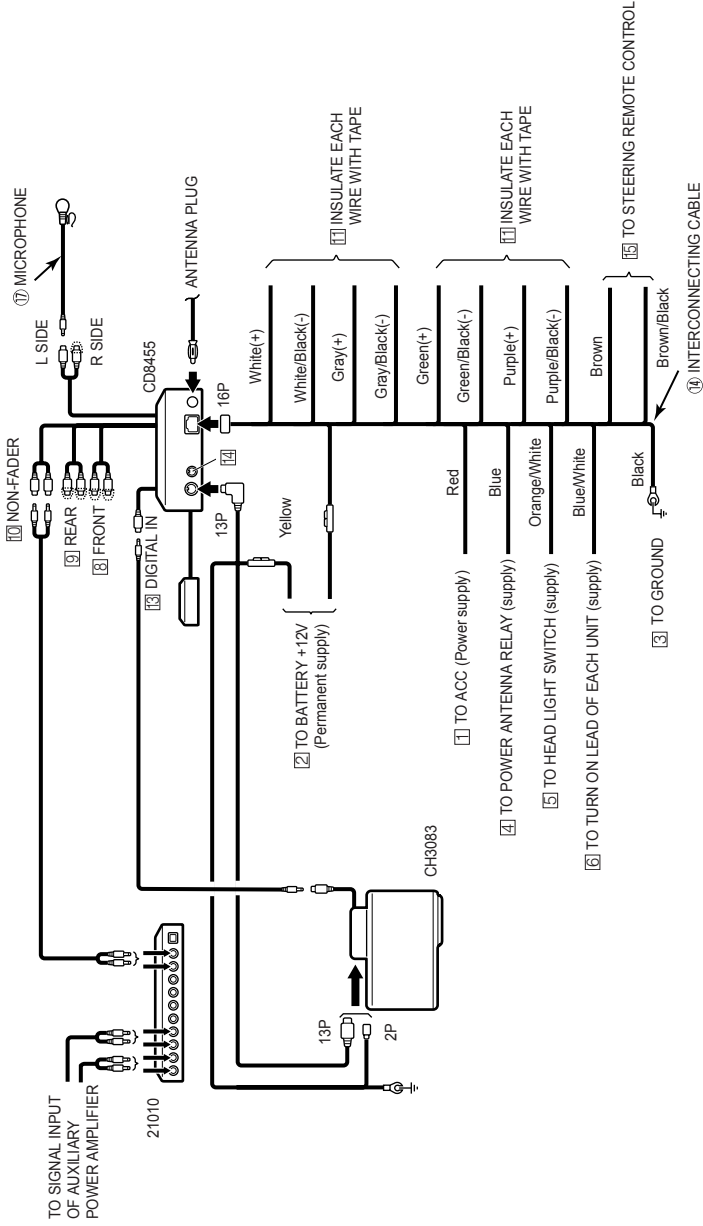 ⑰ MICROPHONE
L SIDE
R SIDE
ANTENNA PLUG
CD8455
16P
10 NON-FADER
9 REAR
8 FRONT
13 DIGITAL IN
14
13P
White(+)
White/Black(-)
Gray(+)
Gray/Black(-)
11 INSULATE EACH
WIRE WITH TAPE
Green(+)
Green/Black(-)
Purple(+)
Purple/Black(-)
11 INSULATE EACH
WIRE WITH TAPE
Brown
Brown/Black
15 TO STEERING REMOTE CONTROL
⑭ INTERCONNECTING CABLE
Yellow
2 TO BATTERY +12V
(Permanent supply)
Red
1 TO ACC (Power supply)
Blue
4 TO POWER ANTENNA RELAY (supply)
Orange/White
5 TO HEAD LIGHT SWITCH (supply)
Blue/White
6 TO TURN ON LEAD OF EACH UNIT (supply)
Black
3 TO GROUND
CH3083
13P
2P
TO SIGNAL INPUT
OF AUXILIARY
POWER AMPLIFIER
21010